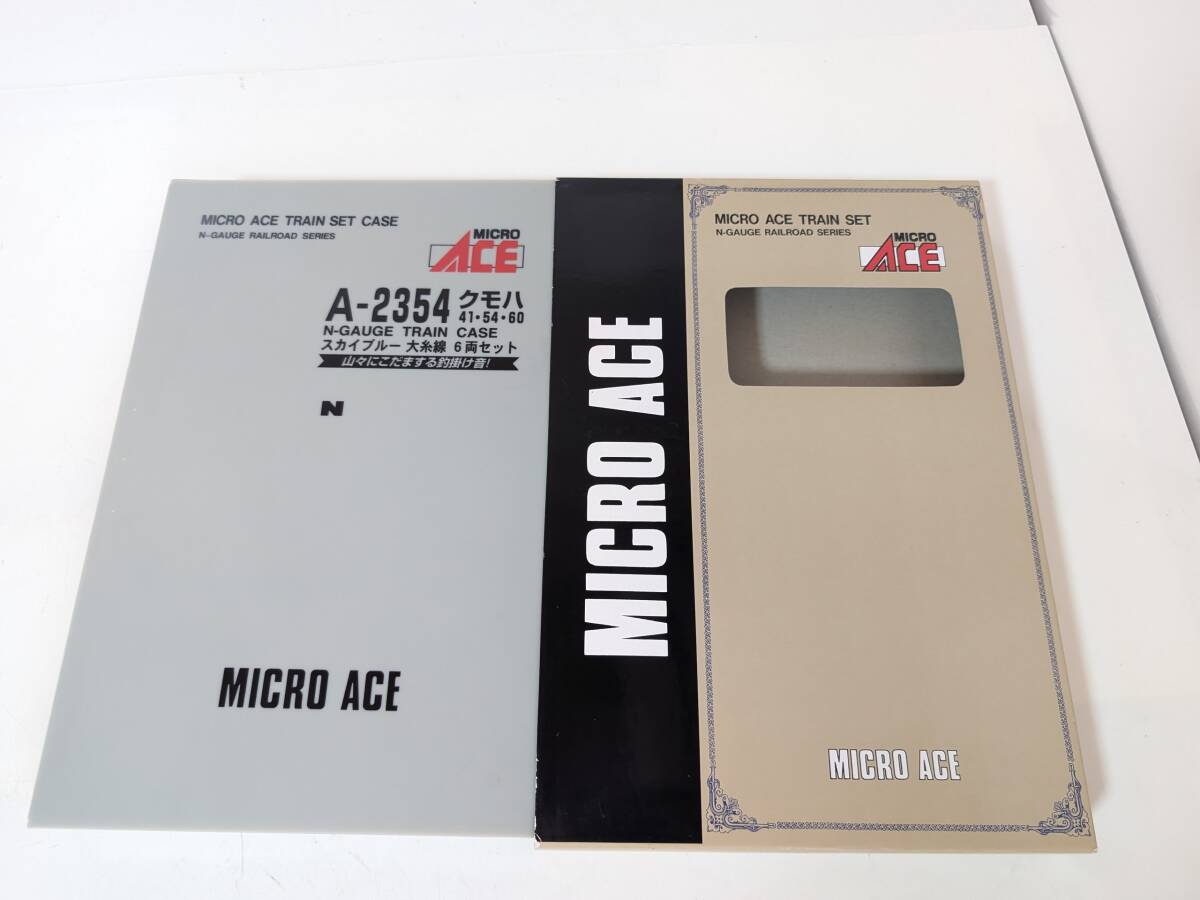 MICRO ACE TRAIN SET CASE
N-GAUGE RAILROAD SERIES
MICRO
ACE
A-2354 クモハ
41・54・60
N-GAUGE TRAIN CASE
スカイブルー 大糸線 6両セット
山々にこだまする釣掛け音!
N
MICRO ACE
MICRO ACE
MICRO ACE TRAIN SET
N-GAUGE RAILROAD SERIES
MICRO
ACE
MICRO ACE